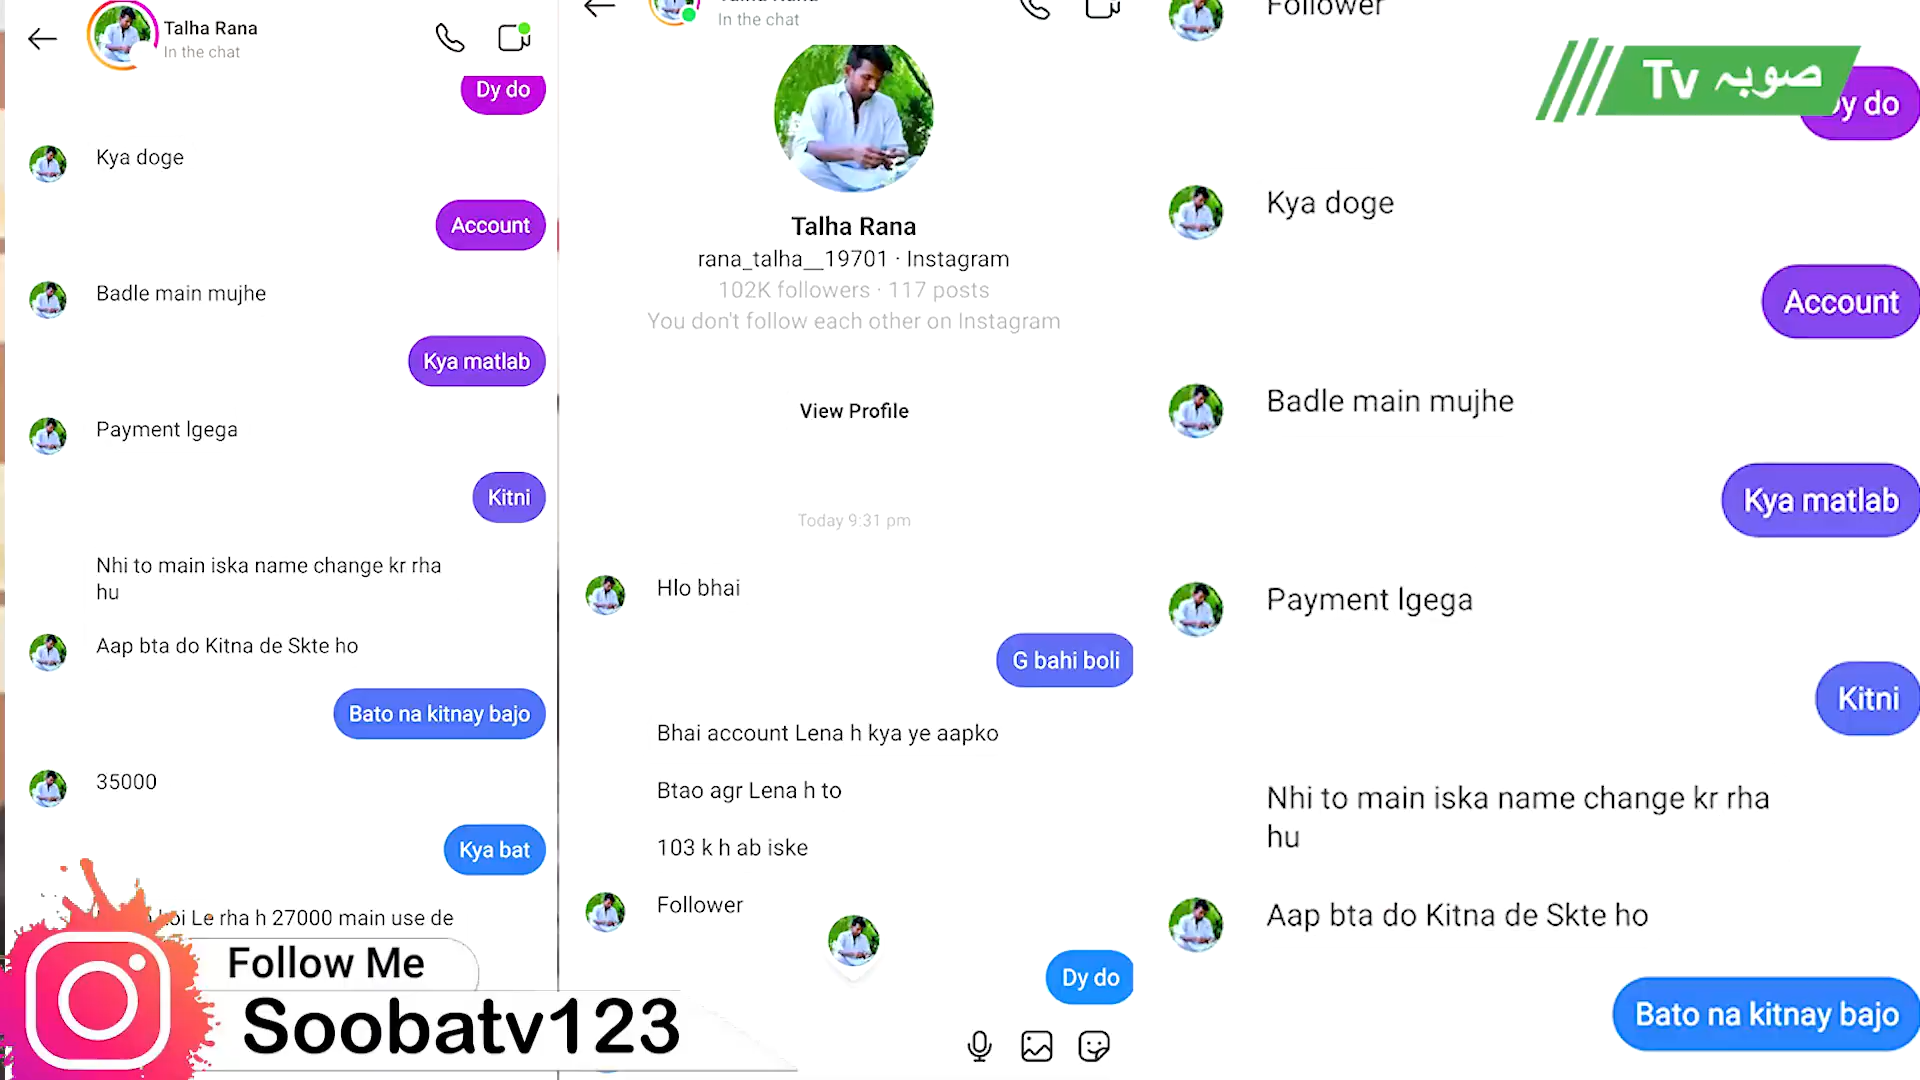 Talha Rana
In the chat
Dy do
Kya doge
Account
Badle main mujhe
Kya matlab
Payment lgega
Kitni
Nhi to main iska name change kr rha
hu
Aap bta do Kitna de Skte ho
Bato na kitnay bajo
35000
Kya bat
Le rha h 27000 main use de
Follow Me
Soobatv123
In the chat
Talha Rana
rana_talha__19701 · Instagram
102K followers · 117 posts
You don't follow each other on Instagram
View Profile
Today 9:31 pm
Hlo bhai
G bahi boli
Bhai account Lena h kya ye aapko
Btao agr Lena h to
103 k h ab iske
Follower
Dy do
Follower
صوبہ Tv
Dy do
Kya doge
Account
Badle main mujhe
Kya matlab
Payment lgega
Kitni
Nhi to main iska name change kr rha
hu
Aap bta do Kitna de Skte ho
Bato na kitnay bajo